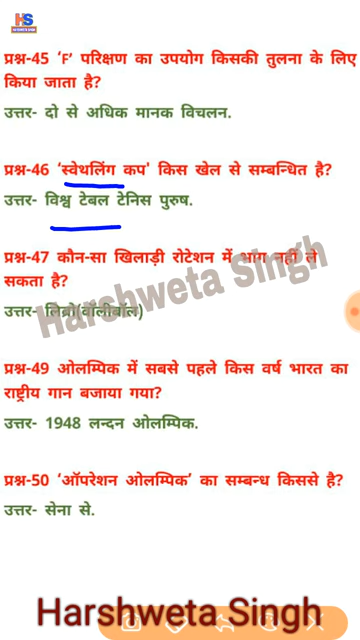 HS
HARSHWETA SINGH
प्रश्न-45 ‘F’ परिक्षण का उपयोग किसकी तुलना के लिए
किया जाता है?
उत्तर- दो से अधिक मानक विचलन.
प्रश्न-46 ‘स्वेथलिंग कप' किस खेल से सम्बन्धित है?
उत्तर- विश्व टेबल टेनिस पुरुष.
प्रश्न-47 कौन-सा खिलाड़ी रोटेशन में भाग नहीं ले
सकता है?
उत्तर- लिब्रो(वॉलीबॉल)
Harshweta Singh
प्रश्न-49 ओलम्पिक में सबसे पहले किस वर्ष भारत का
राष्ट्रीय गान बजाया गया?
उत्तर- 1948 लन्दन ओलम्पिक.
प्रश्न-50 ‘ऑपरेशन ओलम्पिक’ का सम्बन्ध किससे है?
उत्तर- सेना से.
Harshweta Singh